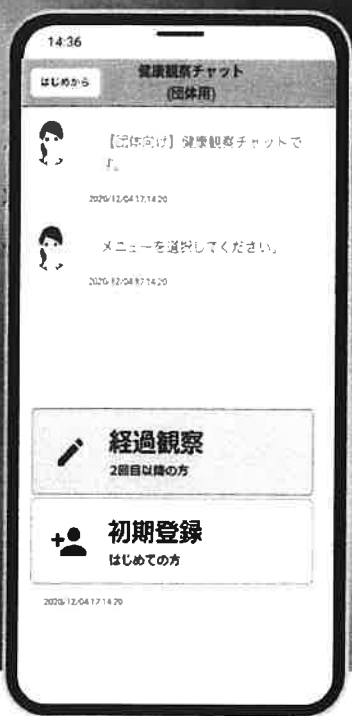 14:36
はじめから
健康観察チャット
(団体用)
【団体向け】健康観察チャットで
す。
2020/12/04 17:14:20
メニューを選択してください。
2020/12/04 17:14:20
経過観察
2回目以降の方
初期登録
はじめての方
2020/12/04 17:14:20